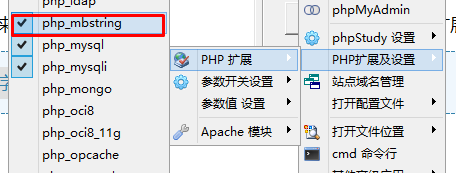 php_ldap
php_mbstring
php_mysql
php_mysqli
php_mongo
php_oci8
php_oci8_11g
php_opcache
PHP 扩展
参数开关设置
参数值 设置
Apache 模块
phpMyAdmin
phpStudy 设置
PHP扩展及设置
站点域名管理
打开配置文件
打开文件位置
cmd 命令行